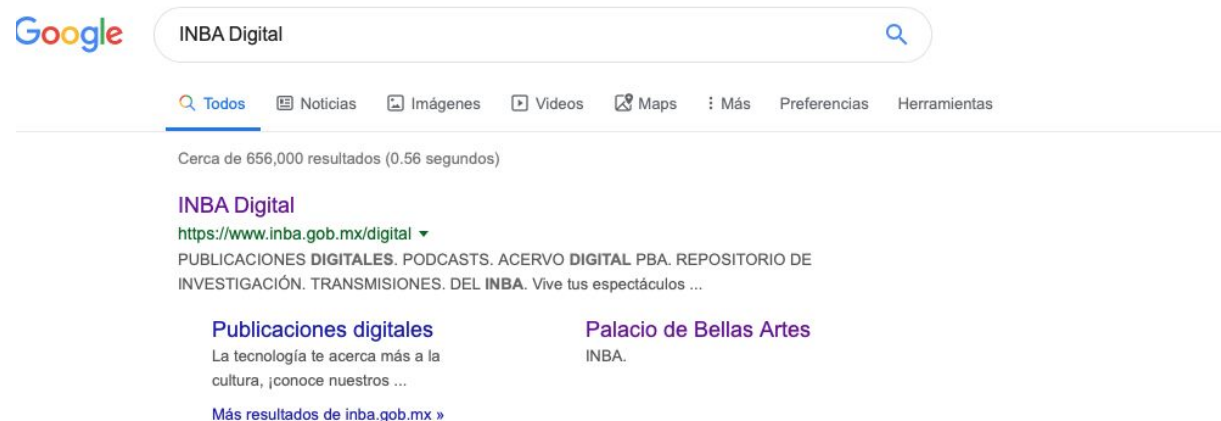 Google
INBA Digital
Todos Noticias Imágenes Videos Maps Más Preferencias Herramientas
Cerca de 656,000 resultados (0.56 segundos)
INBA Digital
https://www.inba.gob.mx/digital
PUBLICACIONES DIGITALES. PODCASTS. ACERVO DIGITAL PBA. REPOSITORIO DE
INVESTIGACIÓN. TRANSMISIONES. DEL INBA. Vive tus espectáculos ...
Publicaciones digitales
La tecnología te acerca más a la
cultura, ¡conoce nuestros ...
Palacio de Bellas Artes
INBA.
Más resultados de inba.gob.mx »